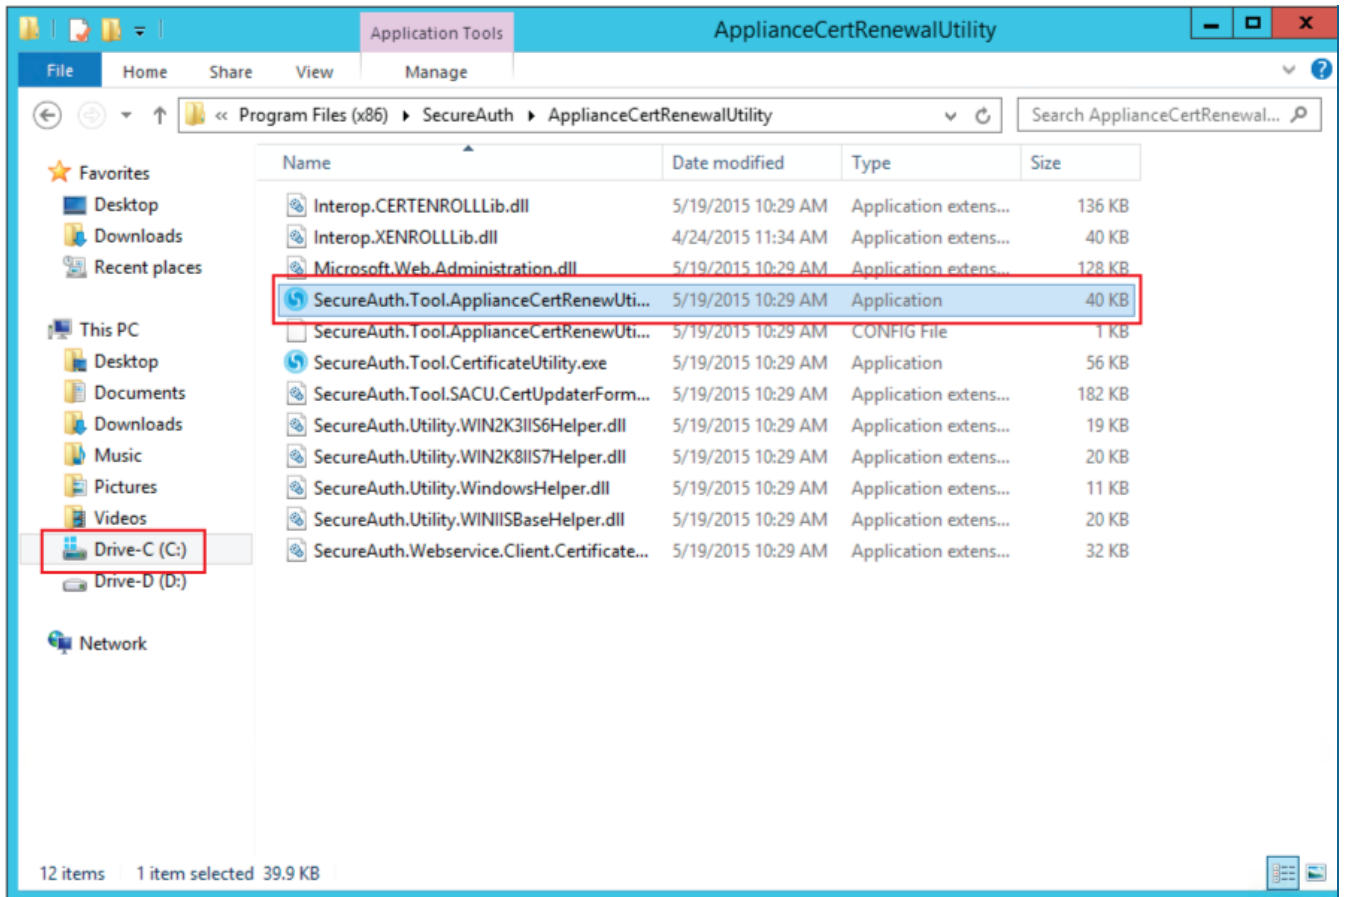 Application Tools
ApplianceCertRenewalUtility
File Home Share View Manage
« Program Files (x86) SecureAuth ApplianceCertRenewalUtility
Search ApplianceCertRenewal...
Name Date modified Type Size
Favorites
Desktop
Downloads
Recent places
This PC
Desktop
Documents
Downloads
Music
Pictures
Videos
Drive-C (C:)
Drive-D (D:)
Network
Interop.CERTENROLLLib.dll 5/19/2015 10:29 AM Application extens... 136 KB
Interop.XENROLLLib.dll 4/24/2015 11:34 AM Application extens... 40 KB
Microsoft.Web.Administration.dll 5/19/2015 10:29 AM Application extens... 128 KB
SecureAuth.Tool.ApplianceCertRenewUti... 5/19/2015 10:29 AM Application 40 KB
SecureAuth.Tool.ApplianceCertRenewUti... 5/19/2015 10:29 AM CONFIG File 1 KB
SecureAuth.Tool.CertificateUtility.exe 5/19/2015 10:29 AM Application 56 KB
SecureAuth.Tool.SACU.CertUpdaterForm... 5/19/2015 10:29 AM Application extens... 182 KB
SecureAuth.Utility.WIN2K3IIS6Helper.dll 5/19/2015 10:29 AM Application extens... 19 KB
SecureAuth.Utility.WIN2K8IIS7Helper.dll 5/19/2015 10:29 AM Application extens... 20 KB
SecureAuth.Utility.WindowsHelper.dll 5/19/2015 10:29 AM Application extens... 11 KB
SecureAuth.Utility.WINIISBaseHelper.dll 5/19/2015 10:29 AM Application extens... 20 KB
SecureAuth.Webservice.Client.Certificate... 5/19/2015 10:29 AM Application extens... 32 KB
12 items 1 item selected 39.9 KB